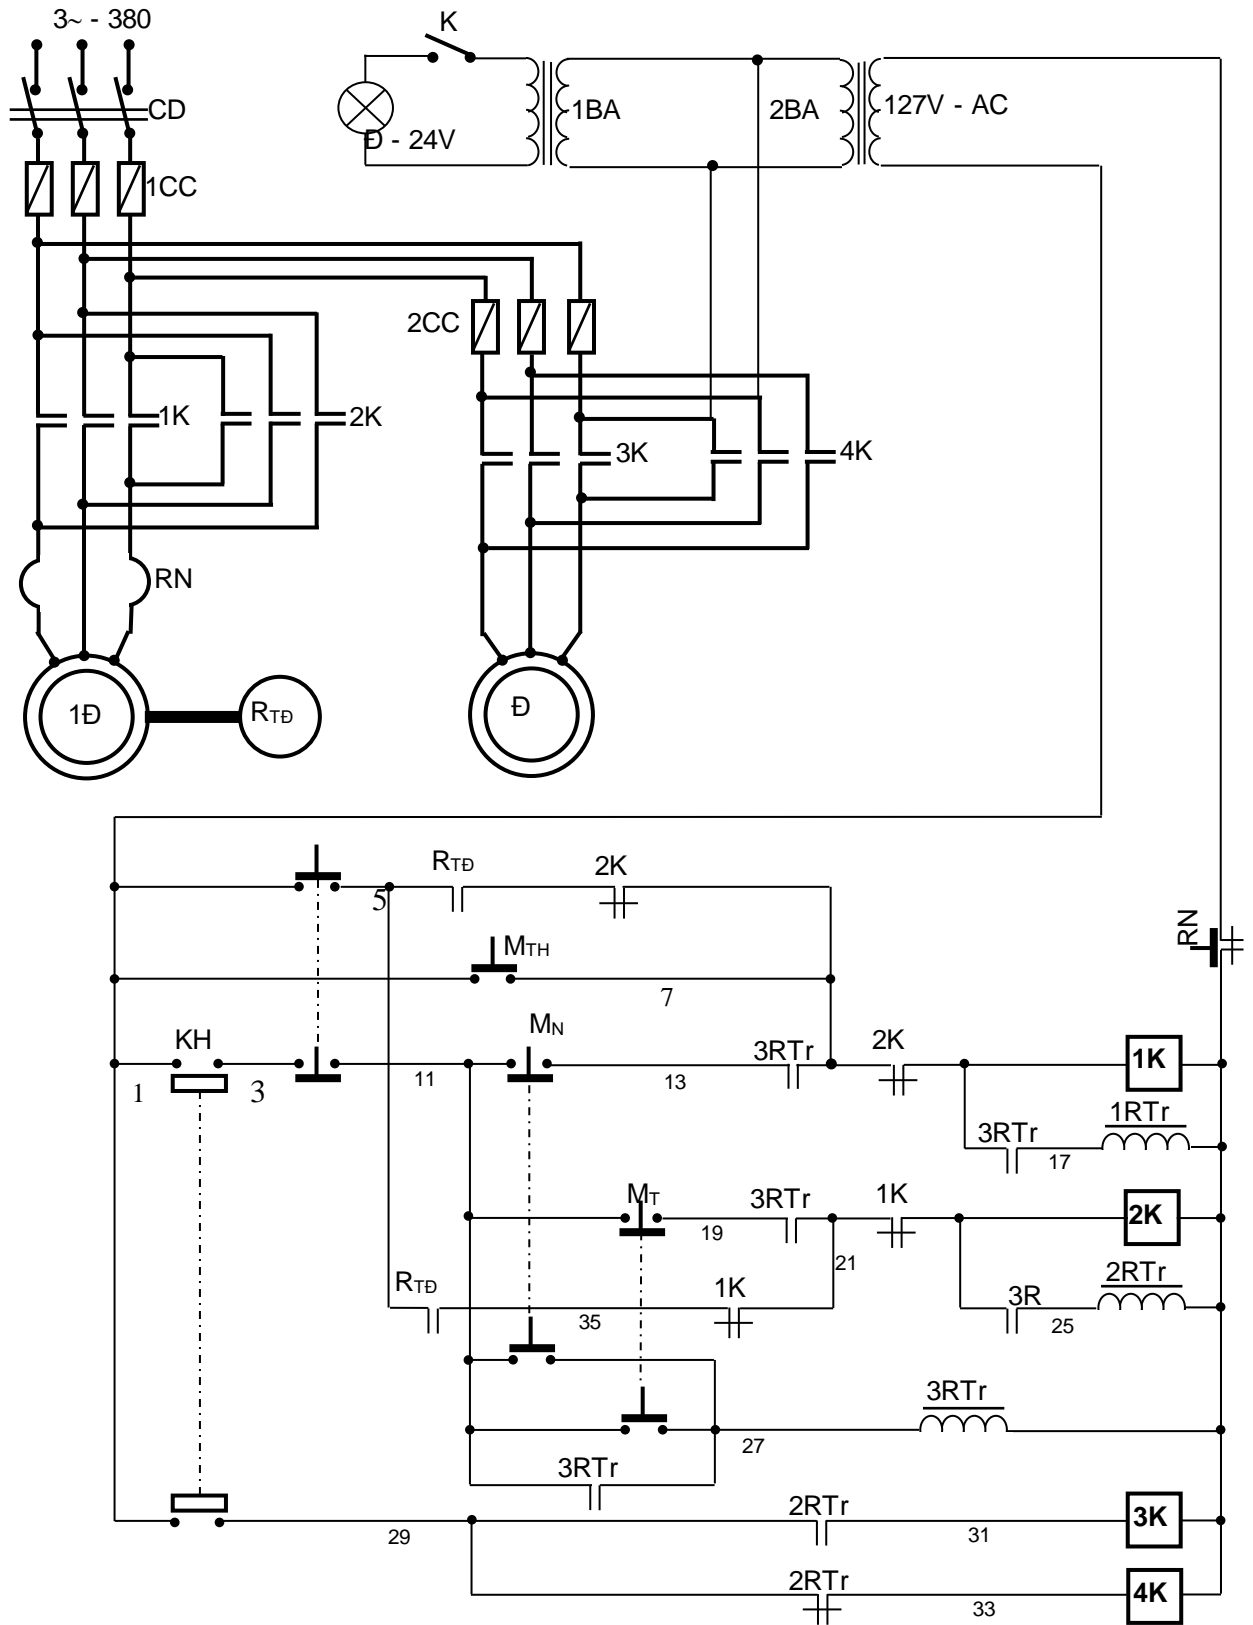 3~ - 380
K
CD
1BA
2BA
127V - AC
Đ - 24V
1CC
2CC
1K
2K
3K
4K
RN
1Đ
RTĐ
Đ
RTĐ
2K
5
RN
MTH
7
KH
MN
3RTr
2K
1K
1
3
11
13
1RTr
3RTr
17
MT
3RTr
1K
2K
19
21
RTĐ
1K
2RTr
3R
35
25
3RTr
27
3RTr
2RTr
3K
29
31
2RTr
4K
33